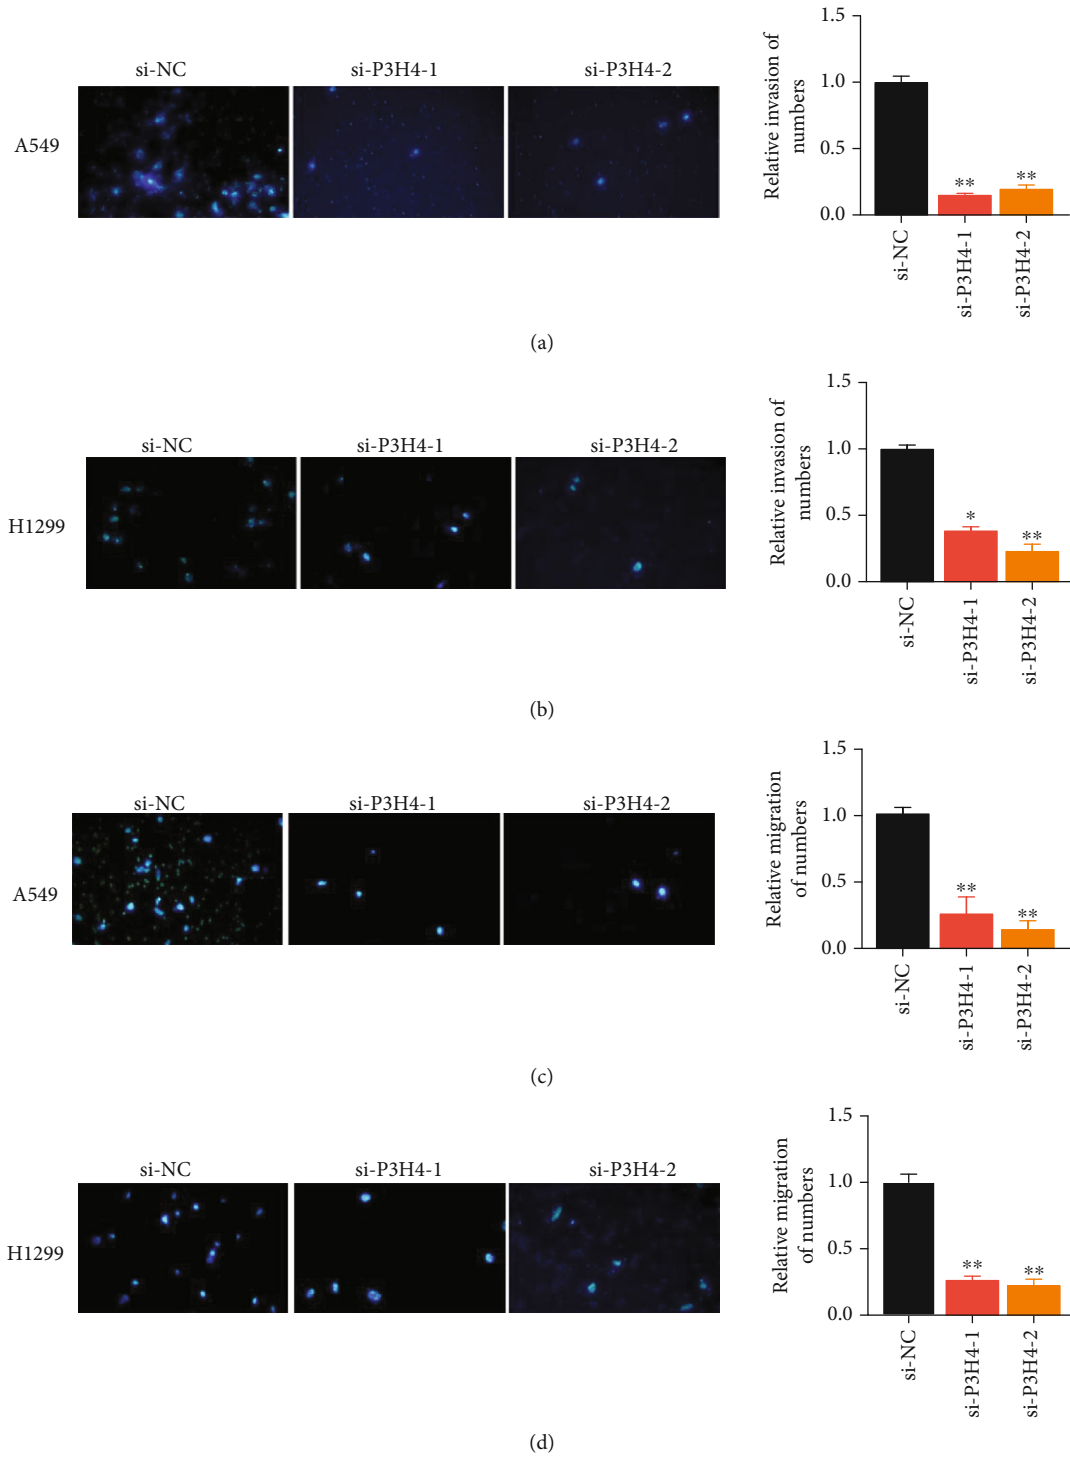 si-NC
si-P3H4-1
si-P3H4-2
A549
Relative invasion of
numbers
1.5
1.0
0.5
0.0
**
**
si-NC
si-P3H4-1
si-P3H4-2
(a)
si-NC
si-P3H4-1
si-P3H4-2
H1299
Relative invasion of
numbers
1.5
1.0
0.5
0.0
*
**
si-NC
si-P3H4-1
si-P3H4-2
(b)
si-NC
si-P3H4-1
si-P3H4-2
A549
Relative migration
of numbers
1.5
1.0
0.5
0.0
**
**
si-NC
si-P3H4-1
si-P3H4-2
(c)
si-NC
si-P3H4-1
si-P3H4-2
H1299
Relative migration
of numbers
1.5
1.0
0.5
0.0
**
**
si-NC
si-P3H4-1
si-P3H4-2
(d)